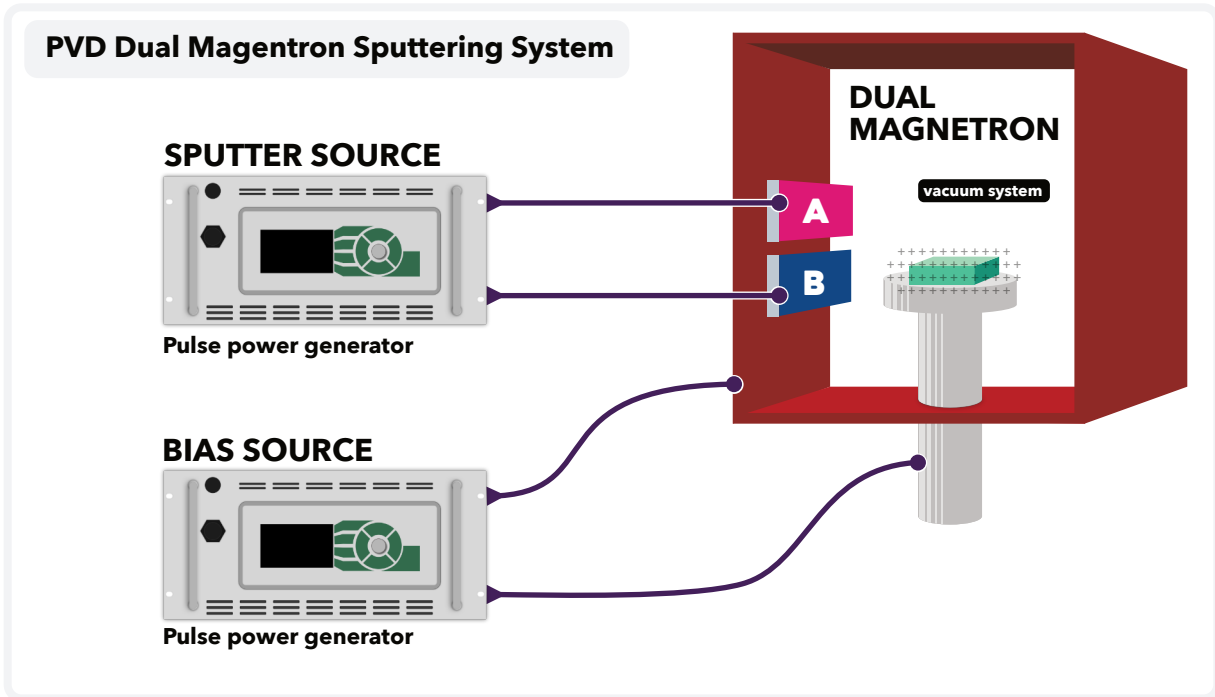 PVD Dual Magentron Sputtering System
DUAL
MAGNETRON
SPUTTER SOURCE
vacuum system
A
B
Pulse power generator
BIAS SOURCE
Pulse power generator